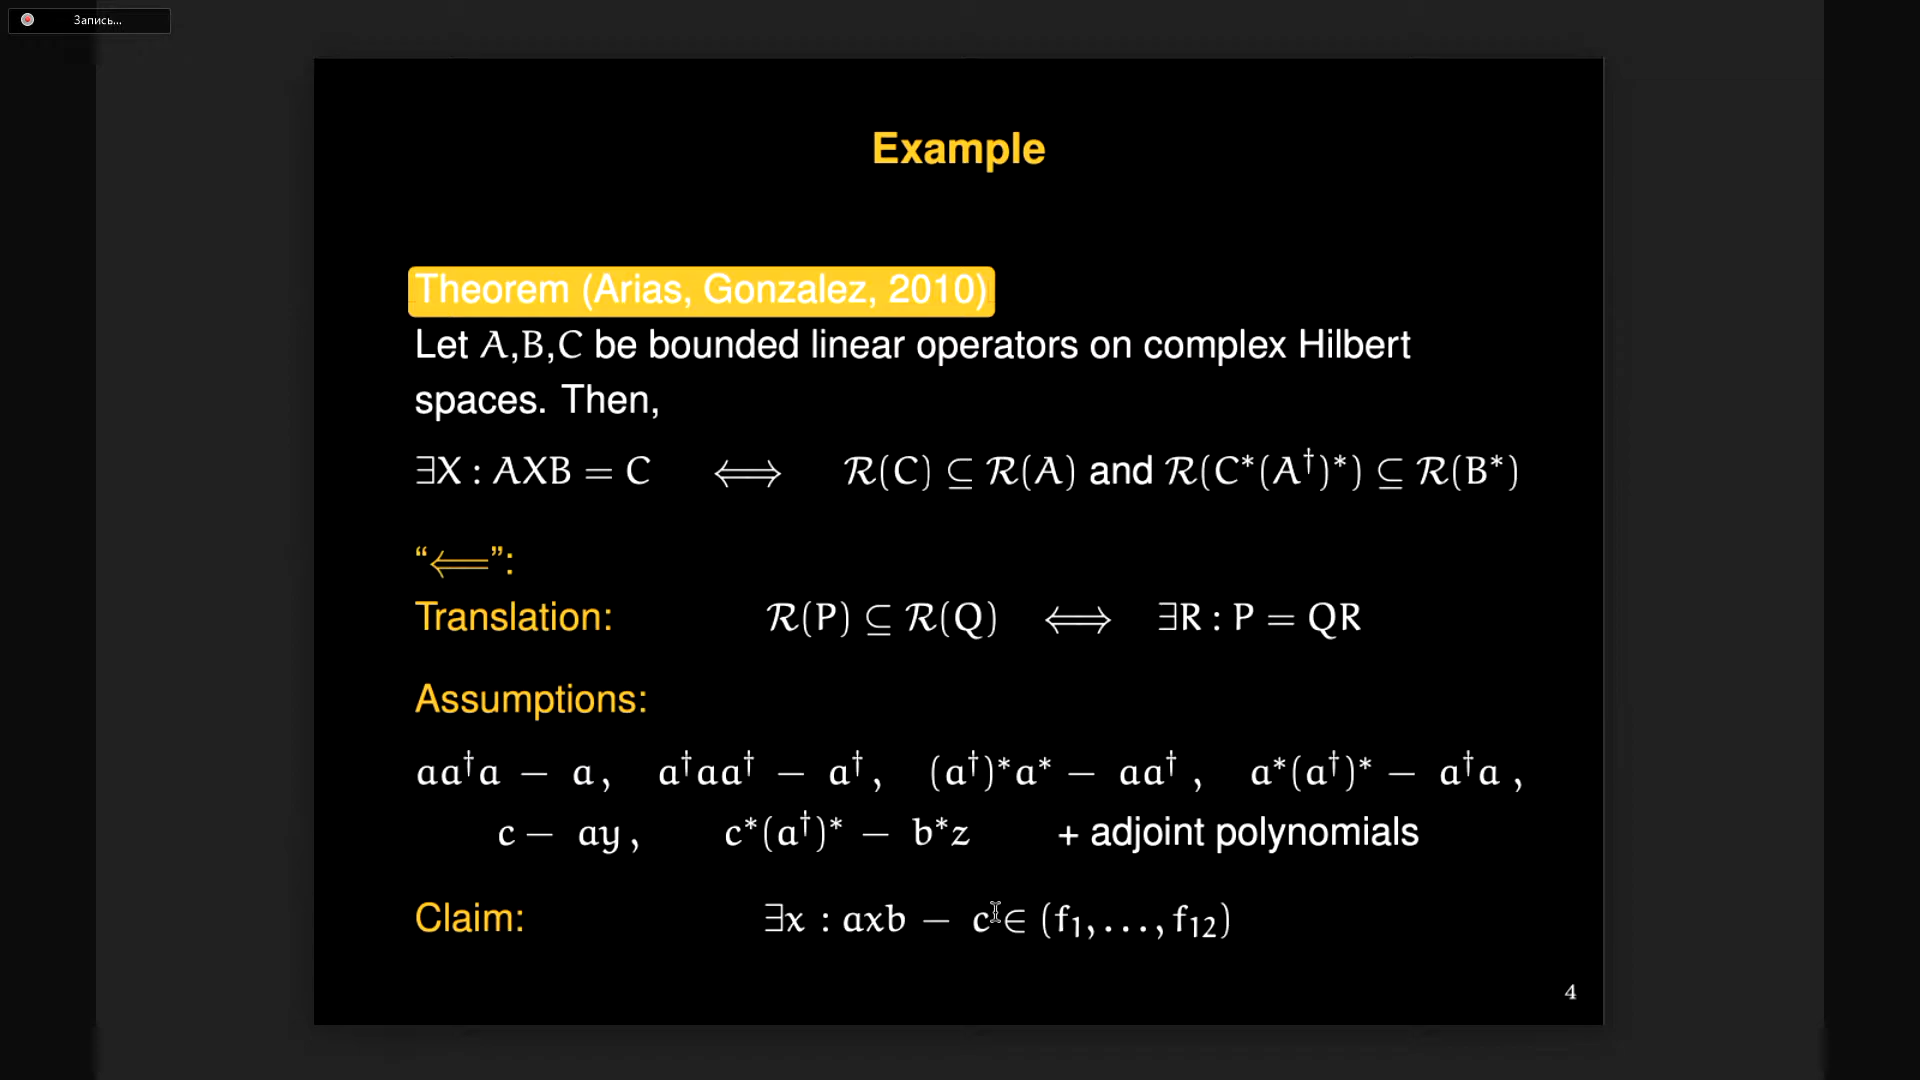 Запись...
Example
Theorem (Arias, Gonzalez, 2010)
Let A,B,C be bounded linear operators on complex Hilbert
spaces. Then,
∃X : AXB = C ⟺ R(C) ⊆ R(A) and R(C*(A†)*) ⊆ R(B*)
“⟸”:
Translation: R(P) ⊆ R(Q) ⟺ ∃R : P = QR
Assumptions:
aa†a − a, a†aa† − a†, (a†)*a* − aa†, a*(a†)* − a†a,
c − ay, c*(a†)* − b*z + adjoint polynomials
Claim: ∃x : axb − c ∈ (f₁,...,f₁₂)
4